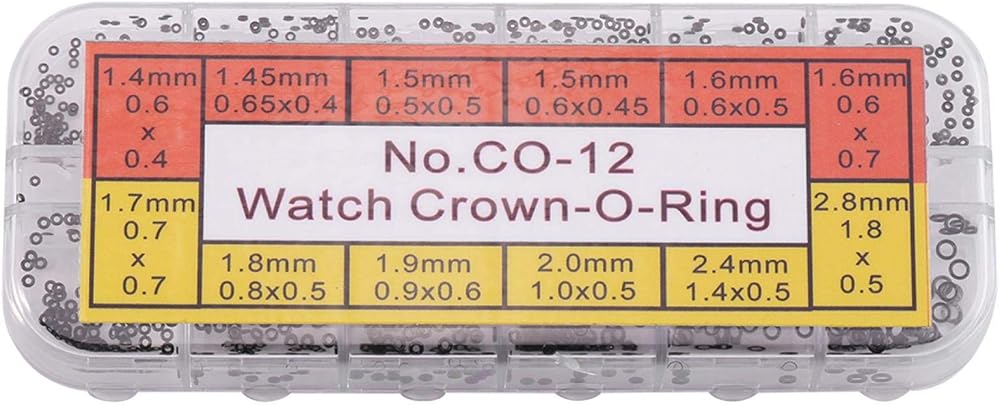 1.4mm
0.6
x
0.4
1.45mm
0.65x0.4
1.5mm
0.5x0.5
1.5mm
0.6x0.45
1.6mm
0.6x0.5
1.6mm
0.6
x
0.7
No.CO-12
Watch Crown-O-Ring
1.7mm
0.7
x
0.7
1.8mm
0.8x0.5
1.9mm
0.9x0.6
2.0mm
1.0x0.5
2.4mm
1.4x0.5
2.8mm
1.8
x
0.5